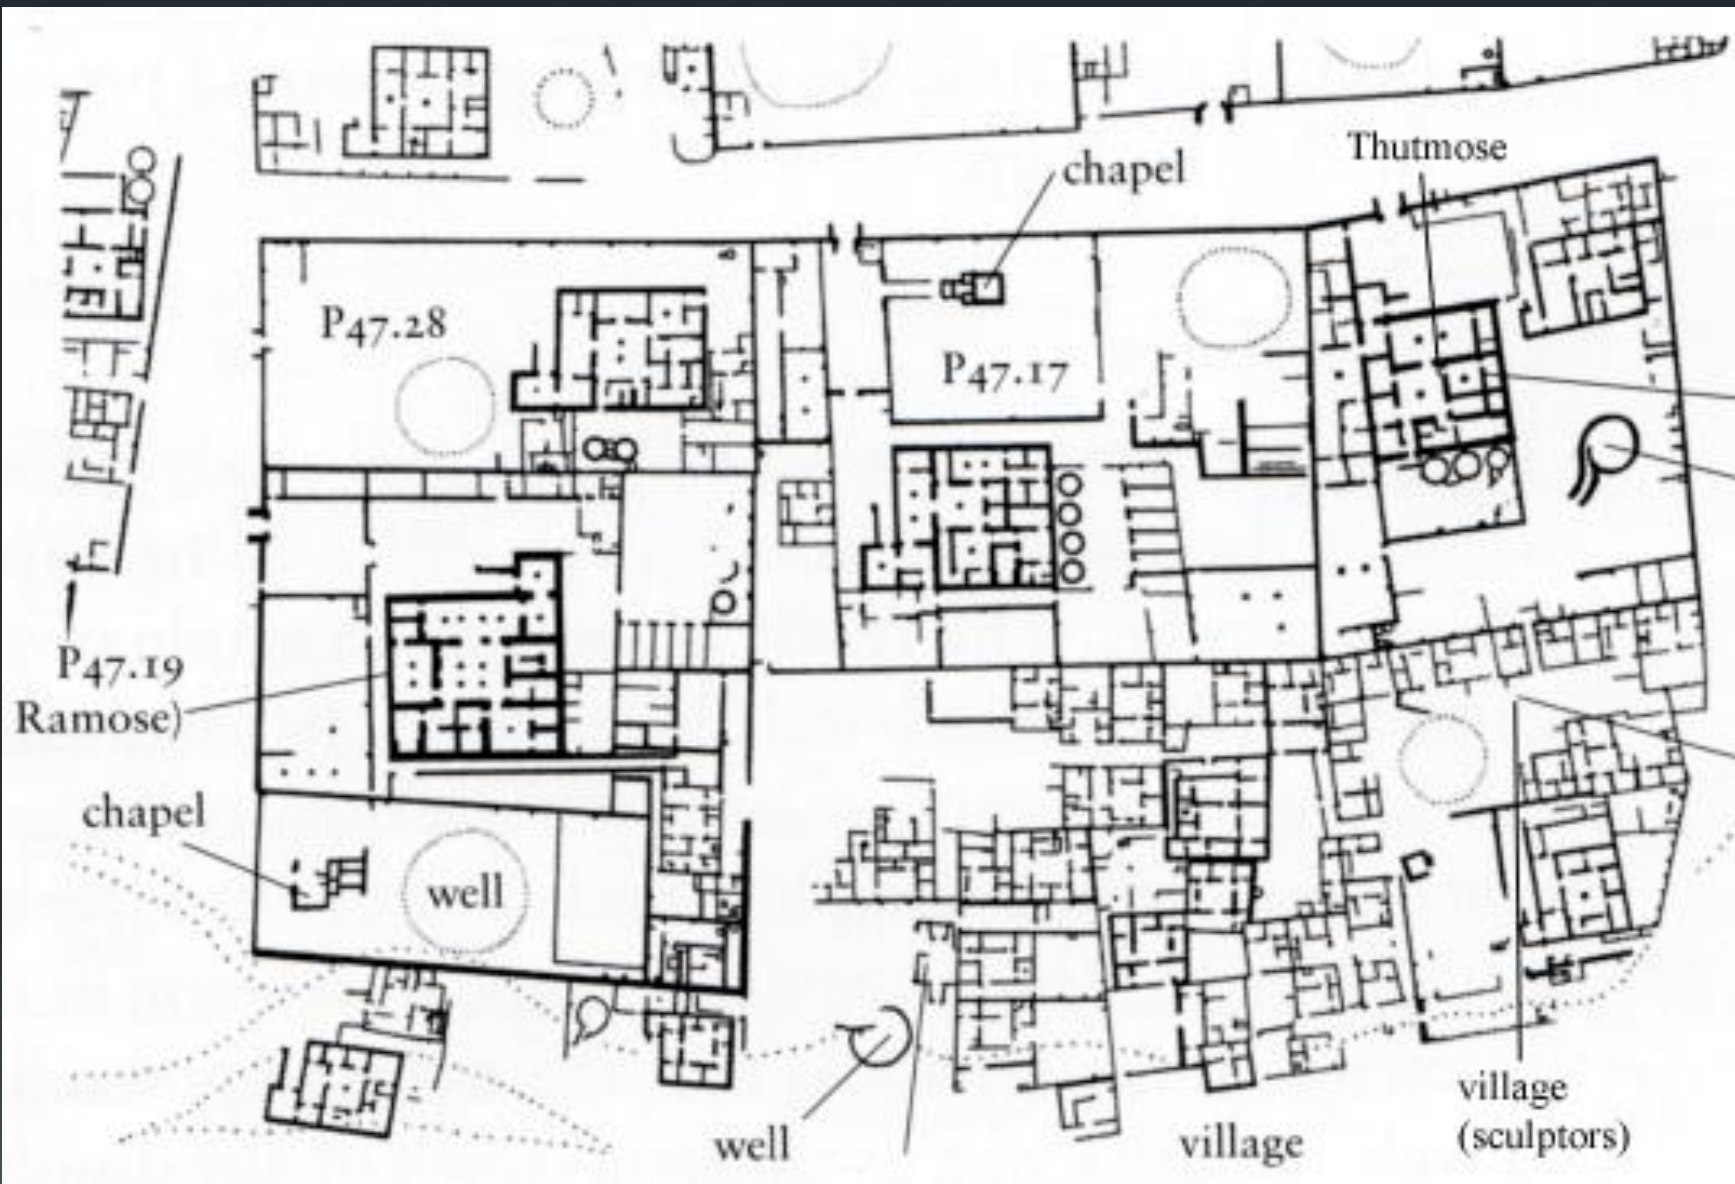 Thutmose
chapel
P47.28
P47.17
P47.19
Ramose)
chapel
well
well
village
village
(sculptors)